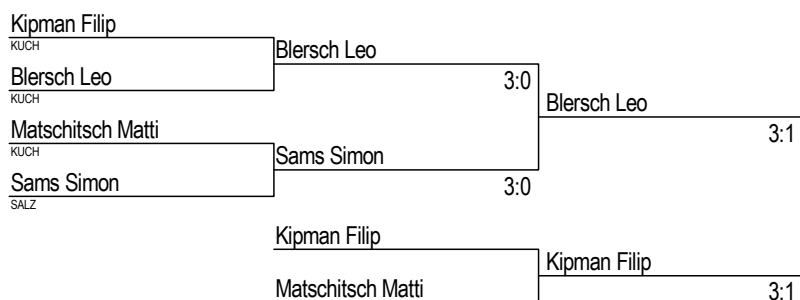 Kipman Filip
KUCH
Blersch Leo
Blersch Leo
3:0
KUCH
Blersch Leo
3:1
Matschitsch Matti
KUCH
Sams Simon
Sams Simon
3:0
SALZ
Kipman Filip
Kipman Filip
Matschitsch Matti
3:1